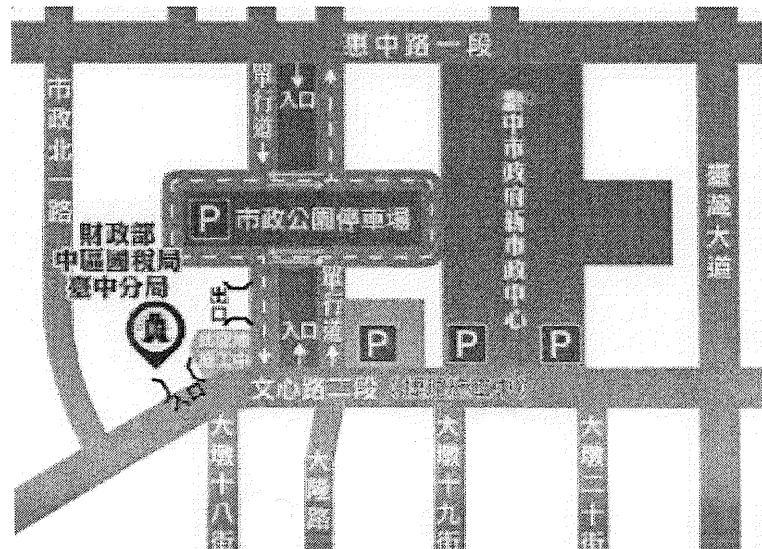 惠中路一段
單行道
入口
市政北一路
臺中市政府新市政中心
臺灣大道
P 市政公園停車場
財政部
中區國稅局
臺中分局
出口
入口
單行道
P
P
P
入口
文心路二段
大墩十八街
大隆路
大墩十九街
大墩二十街